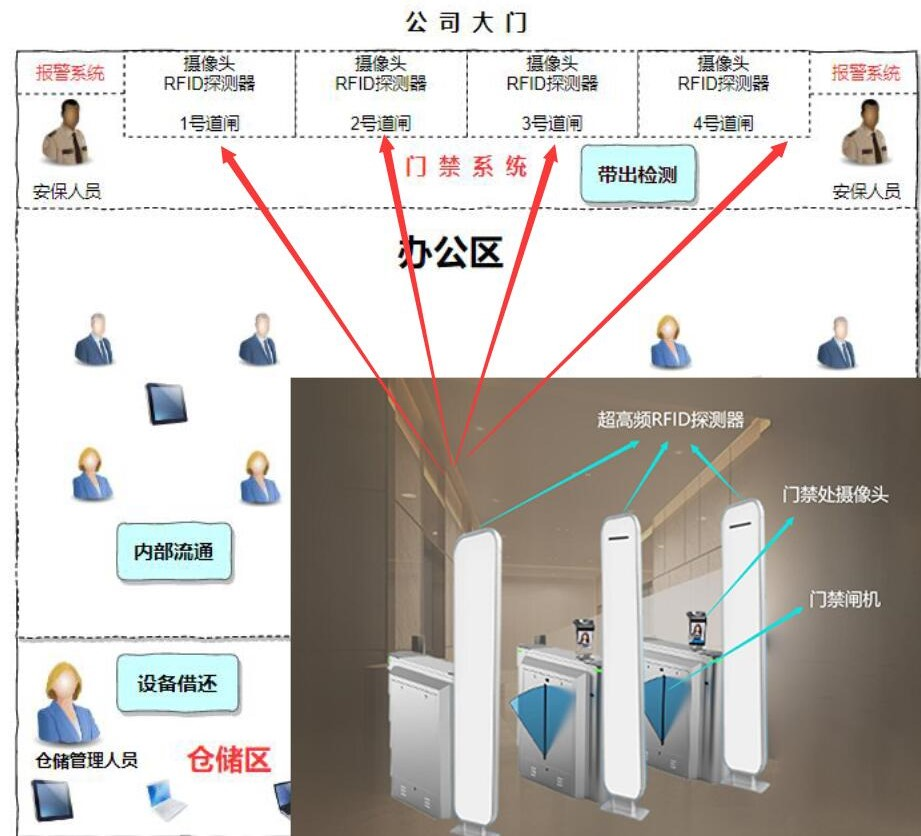 公司大门
报警系统
摄像头
RFID探测器
1号道闸
摄像头
RFID探测器
2号道闸
摄像头
RFID探测器
3号道闸
摄像头
RFID探测器
4号道闸
报警系统
安保人员
门禁系统
带出检测
安保人员
办公区
超高频RFID探测器
门禁处摄像头
门禁闸机
内部流通
设备借还
仓储管理人员
仓储区